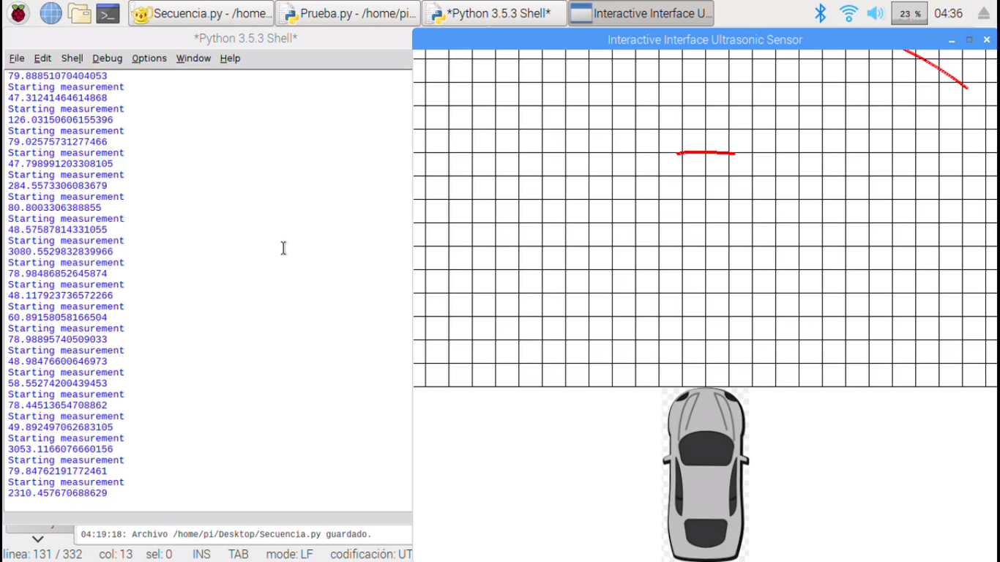 Secuencia.py - /home...
Prueba.py - /home/pi...
*Python 3.5.3 Shell*
Interactive Interface U...
23 %
04:36
*Python 3.5.3 Shell*
File Edit Shell Debug Options Window Help
79.88851070404053
Starting measurement
47.31241464614868
Starting measurement
126.03150606155396
Starting measurement
79.02575731277466
Starting measurement
47.798991203308105
Starting measurement
284.5573306083679
Starting measurement
80.8003306388855
Starting measurement
48.57587814331055
Starting measurement
3080.5529832839966
Starting measurement
78.98486852645874
Starting measurement
48.117923736572266
Starting measurement
60.89158058166504
Starting measurement
78.98895740509033
Starting measurement
48.98476600646973
Starting measurement
58.55274200439453
Starting measurement
78.44513654708862
Starting measurement
49.892497062683105
Starting measurement
3053.1166076660156
Starting measurement
79.84762191772461
Starting measurement
2310.457670688629
Interactive Interface Ultrasonic Sensor
04:19:18: Archivo /home/pi/Desktop/Secuencia.py guardado.
línea: 131 / 332 col: 13 sel: 0 INS TAB mode: LF codificación: UT